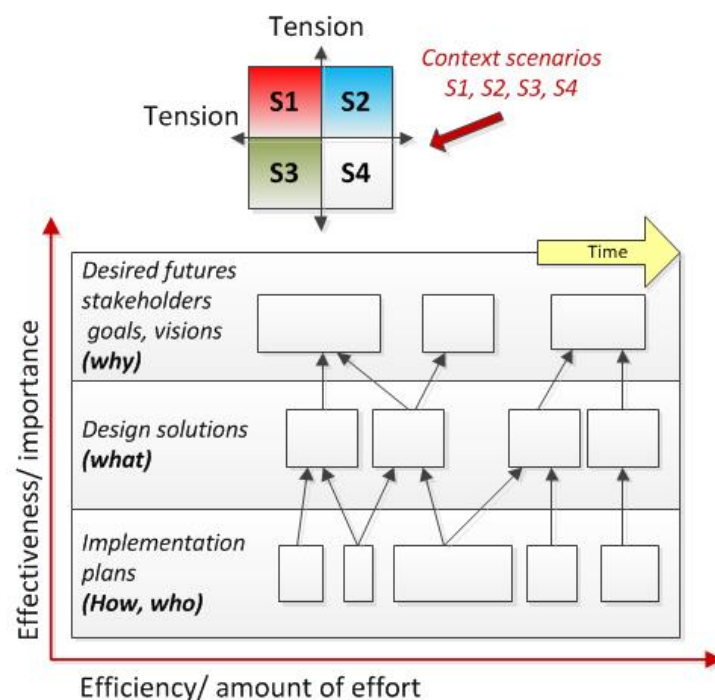 Tension
Context scenarios
S1, S2, S3, S4
S1 S2
Tension
S3 S4
Time
Desired futures
stakeholders
goals, visions
(why)
Design solutions
(what)
Implementation
plans
(How, who)
Effectiveness/ importance
Efficiency/ amount of effort